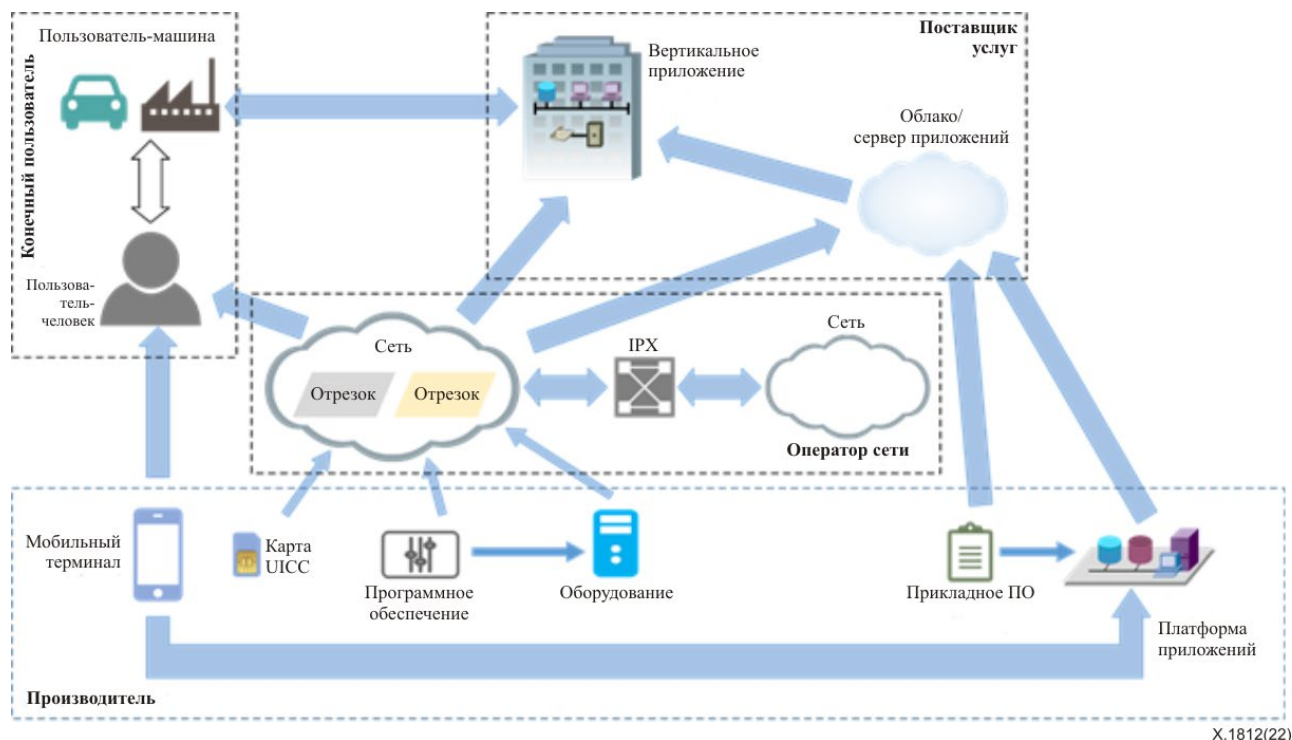 Пользователь-машина
Конечный пользователь
Пользова-
тель-
человек
Поставщик
услуг
Вертикальное
приложение
Облако/
сервер приложений
Сеть
Отрезок
Отрезок
IPX
Сеть
Оператор сети
Мобильный
терминал
Карта
UICC
Программное
обеспечение
Оборудование
Прикладное ПО
Платформа
приложений
Производитель
X.1812(22)